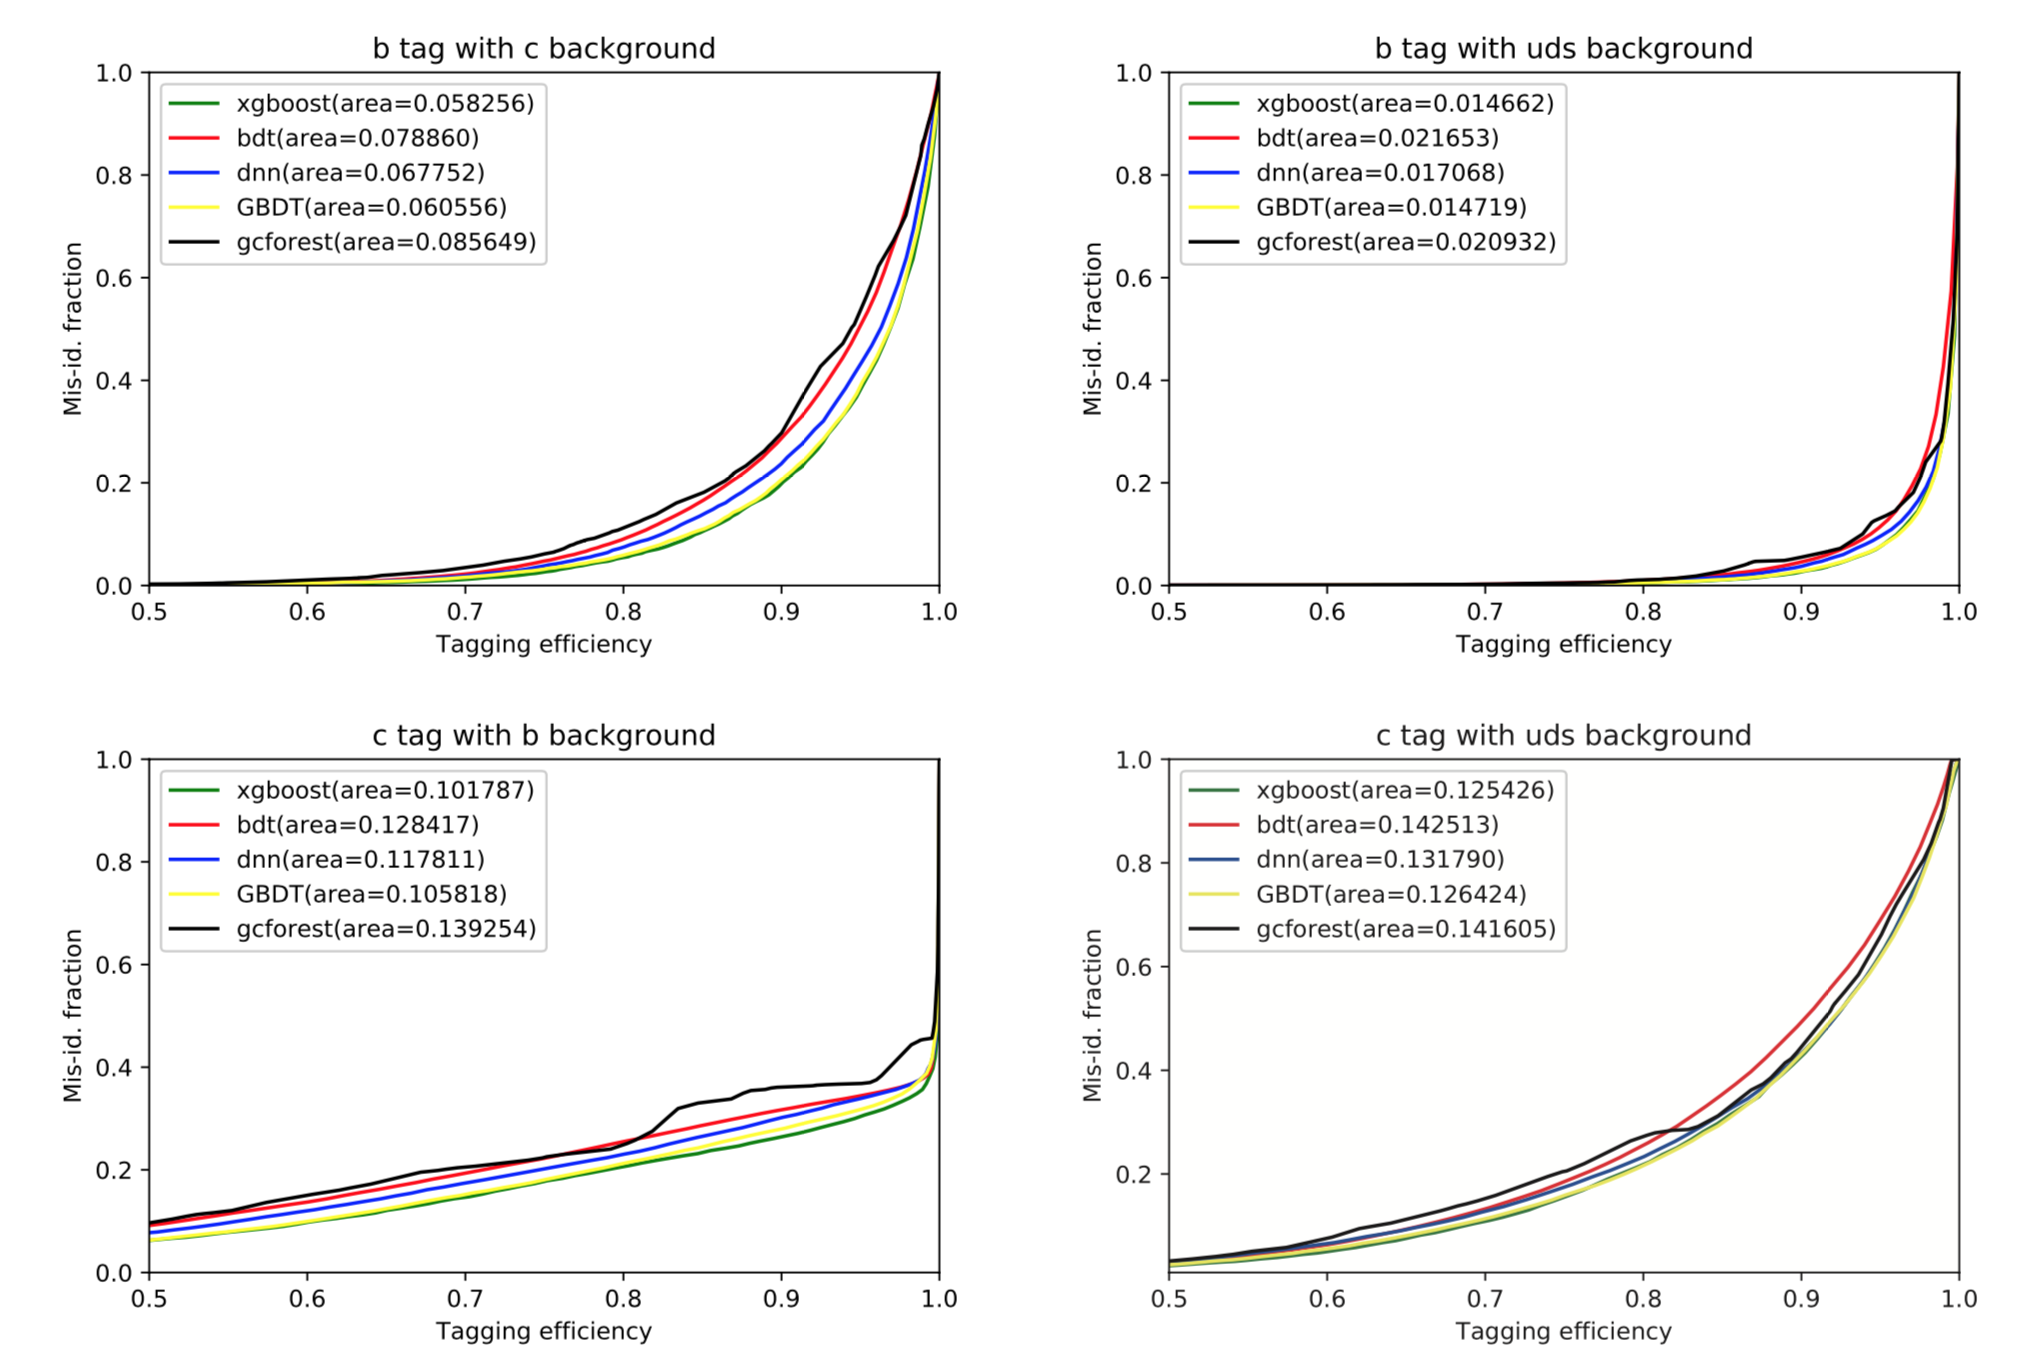 b tag with c background
xgboost(area=0.058256)
bdt(area=0.078860)
dnn(area=0.067752)
GBDT(area=0.060556)
gcforest(area=0.085649)
Mis-id. fraction
1.0
0.8
0.6
0.4
0.2
0.0
0.5 0.6 0.7 0.8 0.9 1.0
Tagging efficiency
b tag with uds background
xgboost(area=0.014662)
bdt(area=0.021653)
dnn(area=0.017068)
GBDT(area=0.014719)
gcforest(area=0.020932)
Mis-id. fraction
1.0
0.8
0.6
0.4
0.2
0.0
0.5 0.6 0.7 0.8 0.9 1.0
Tagging efficiency
c tag with b background
xgboost(area=0.101787)
bdt(area=0.128417)
dnn(area=0.117811)
GBDT(area=0.105818)
gcforest(area=0.139254)
Mis-id. fraction
1.0
0.8
0.6
0.4
0.2
0.0
0.5 0.6 0.7 0.8 0.9 1.0
Tagging efficiency
c tag with uds background
xgboost(area=0.125426)
bdt(area=0.142513)
dnn(area=0.131790)
GBDT(area=0.126424)
gcforest(area=0.141605)
Mis-id. fraction
1.0
0.8
0.6
0.4
0.2
0.5 0.6 0.7 0.8 0.9 1.0
Tagging efficiency